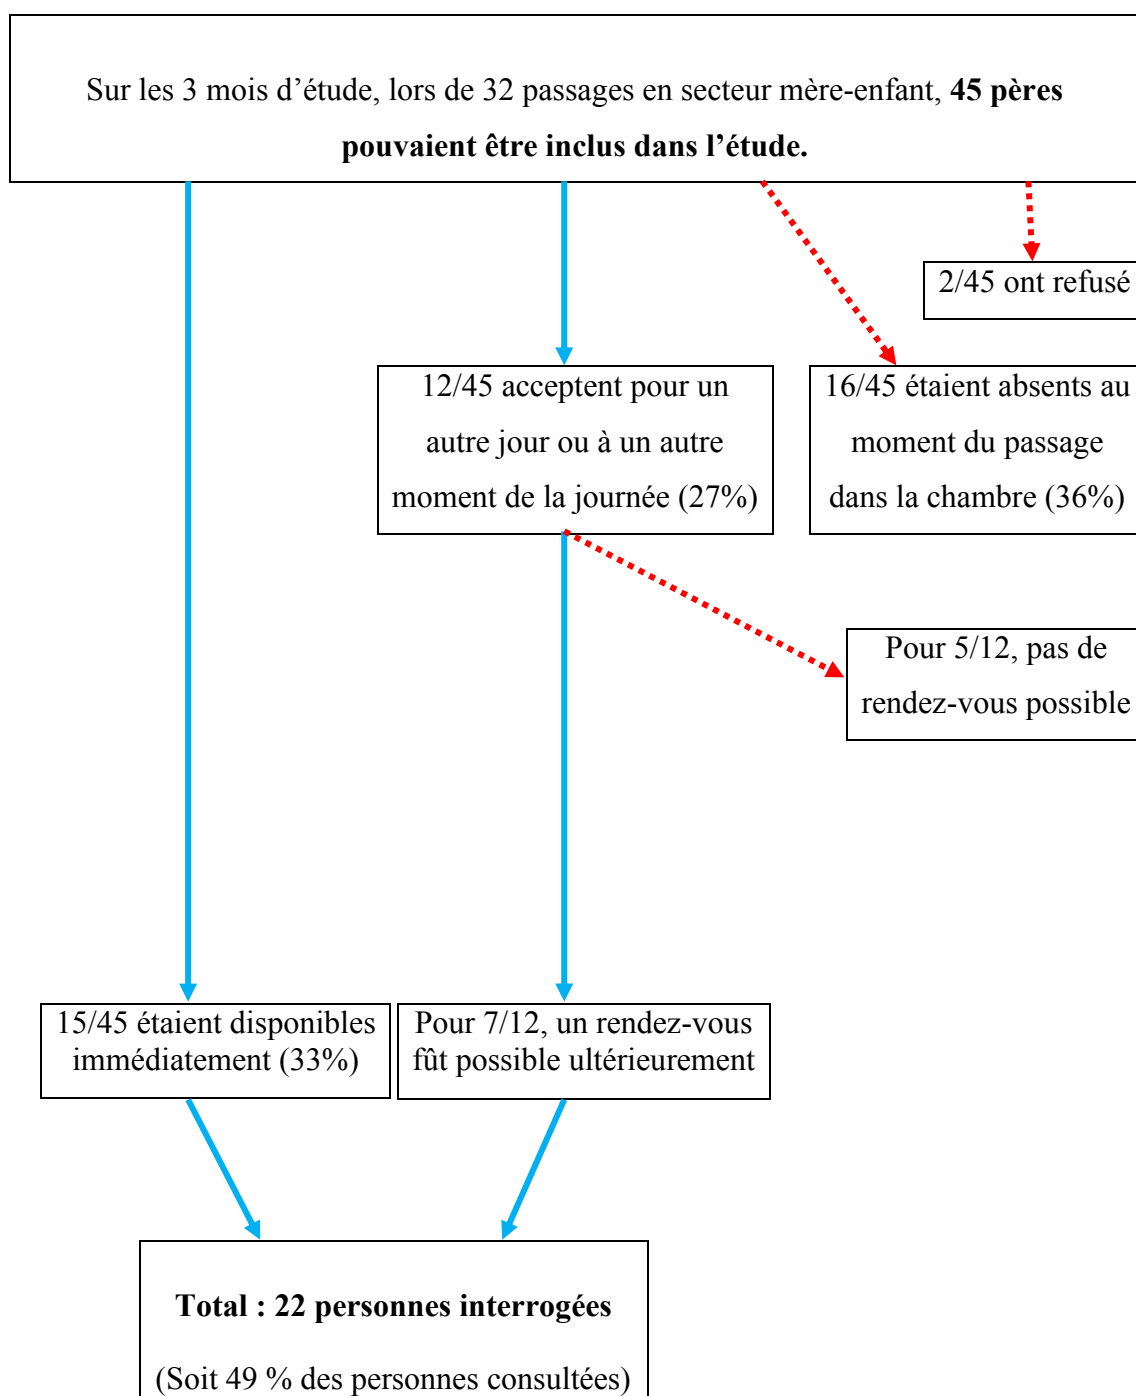 Sur les 3 mois d’étude, lors de 32 passages en secteur mère-enfant, 45 pères
pouvaient être inclus dans l’étude.
2/45 ont refusé
12/45 acceptent pour un
autre jour ou à un autre
moment de la journée (27%)
16/45 étaient absents au
moment du passage
dans la chambre (36%)
Pour 5/12, pas de
rendez-vous possible
15/45 étaient disponibles
immédiatement (33%)
Pour 7/12, un rendez-vous
fût possible ultérieurement
Total : 22 personnes interrogées
(Soit 49 % des personnes consultées)